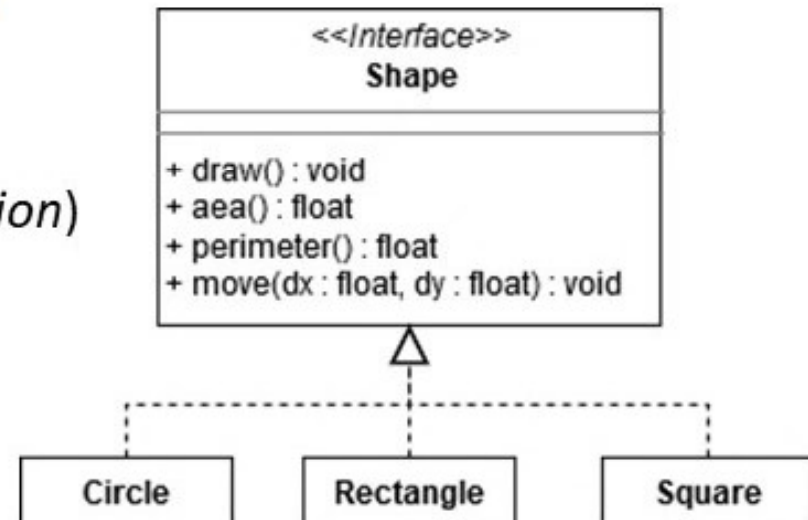 <<Interface>>
Shape
ion)
+ draw() : void
+ aea() : float
+ perimeter() : float
+ move(dx : float, dy : float) : void
Circle
Rectangle
Square